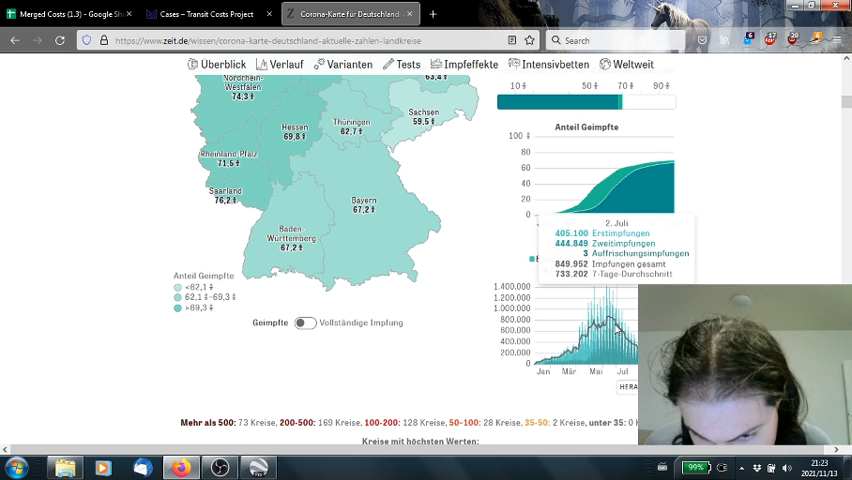 Merged Costs (1.3) - Google Sh
Cases – Transit Costs Project
Corona-Karte für Deutschland:
https://www.zeit.de/wissen/corona-karte-deutschland-aktuelle-zahlen-landkreise
Search
6
17
20
Überblick
Verlauf
Varianten
Tests
Impfeffekte
Intensivbetten
Weltweit
Nordrhein-
Westfalen
74,3 %
63,4 %
Sachsen
59,5 %
Thüringen
62,7 %
Hessen
69,8 %
Rheinland-Pfalz
71,5 %
Saarland
76,2 %
Bayern
67,2 %
Baden-
Württemberg
67,2 %
Anteil Geimpfte
<62,1 %
62,1 %–69,3 %
>69,3 %
Geimpfte
Vollständige Impfung
10 %
50 %
70 %
90 %
Anteil Geimpfte
100 %
80
60
40
20
0
2. Juli
405.100 Erstimpfungen
444.849 Zweitimpfungen
3 Auffrischungsimpfungen
849.952 Impfungen gesamt
733.202 7-Tage-Durchschnitt
1.400.000
1.200.000
1.000.000
800.000
600.000
400.000
200.000
0
Jan
Mär
Mai
Jul
HERA
Mehr als 500: 73 Kreise, 200-500: 169 Kreise, 100-200: 128 Kreise, 50-100: 28 Kreise, 35-50: 2 Kreise, unter 35: 0 K
Kreise mit höchsten Werten:
99%
21:23
2021/11/13